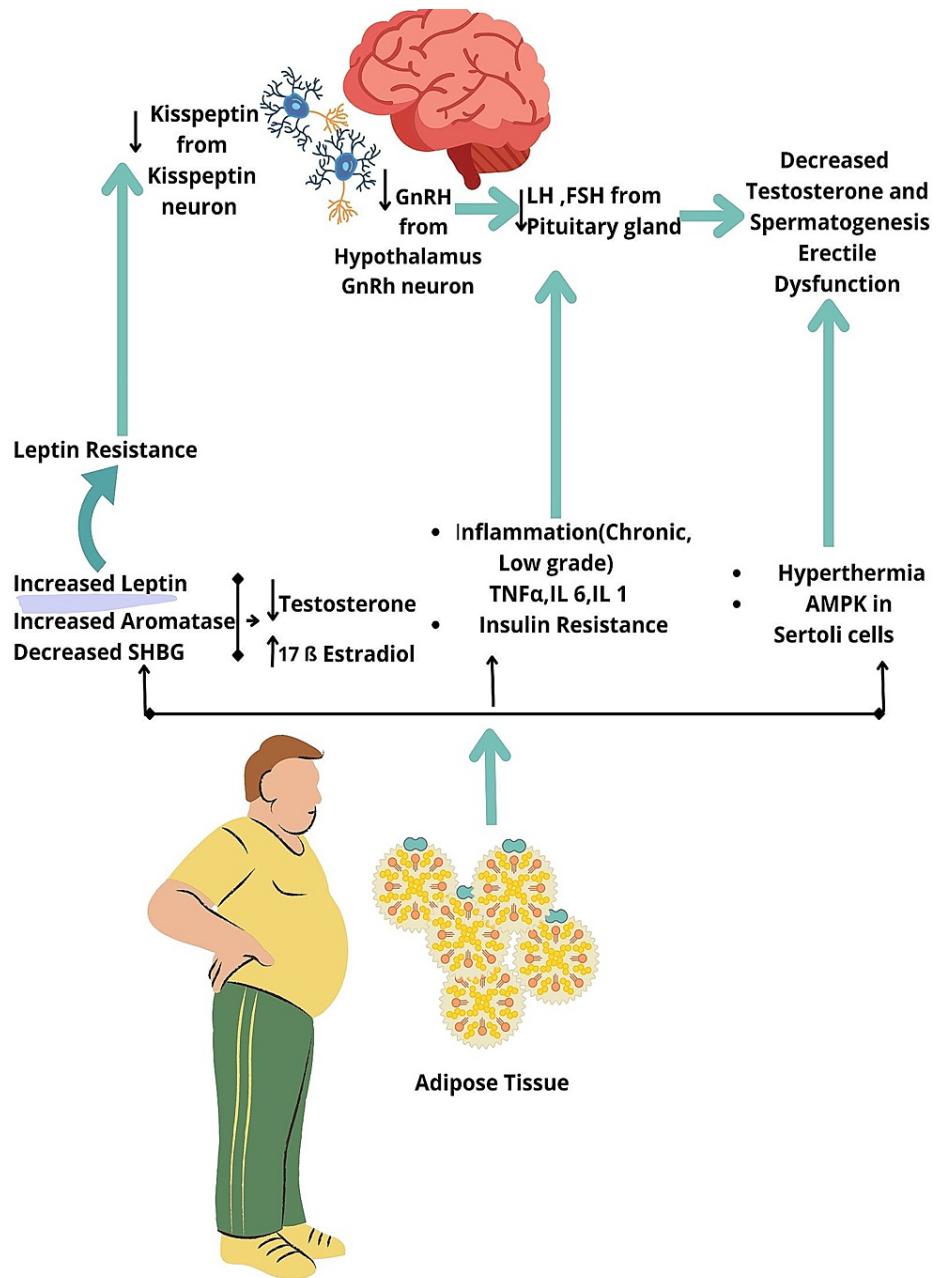 ↓ Kisspeptin
from
Kisspeptin
neuron
↓ GnRH
from
Hypothalamus
GnRh neuron
↓ LH ,FSH from
Pituitary gland
Decreased
Testosterone and
Spermatogenesis
Erectile
Dysfunction
Leptin Resistance
Increased Leptin
Increased Aromatase
Decreased SHBG
↓ Testosterone
↑ 17 ß Estradiol
• Inflammation(Chronic,
Low grade)
TNFα,IL 6,IL 1
• Insulin Resistance
• Hyperthermia
• AMPK in
Sertoli cells
Adipose Tissue